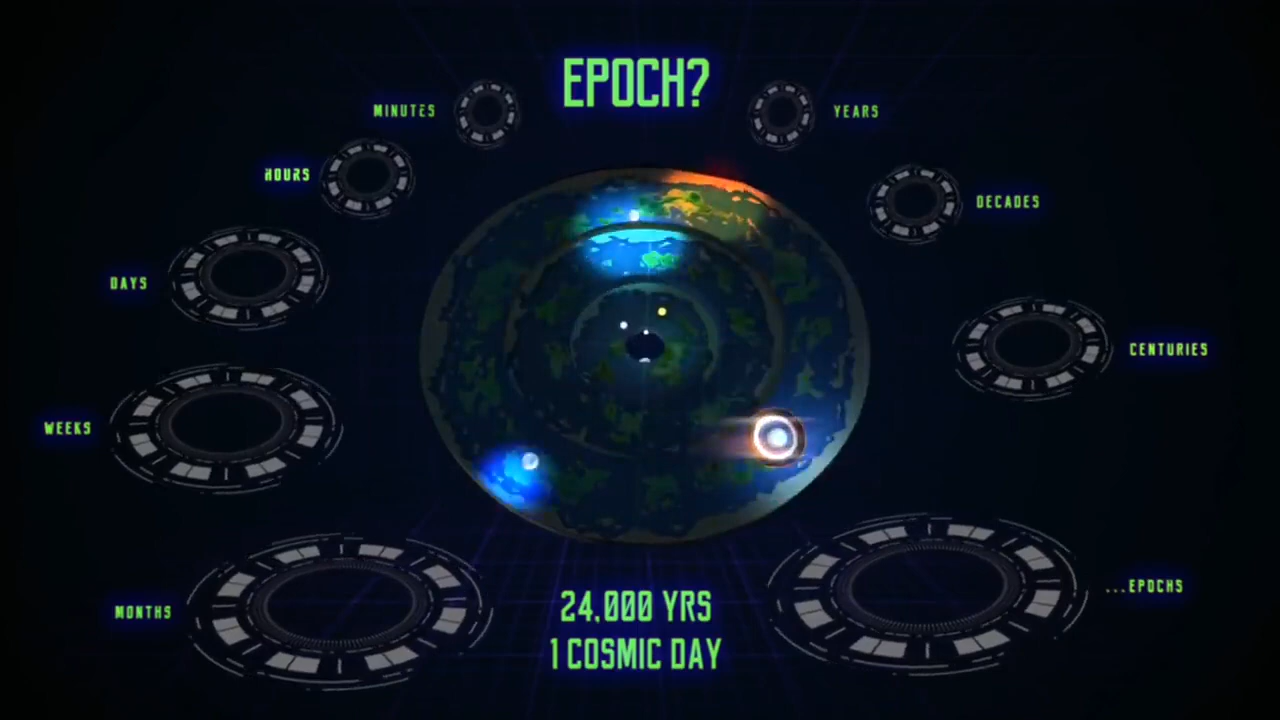 EPOCH?
MINUTES
YEARS
HOURS
DECADES
DAYS
CENTURIES
WEEKS
...EPOCHS
MONTHS
24,000 YRS
1 COSMIC DAY